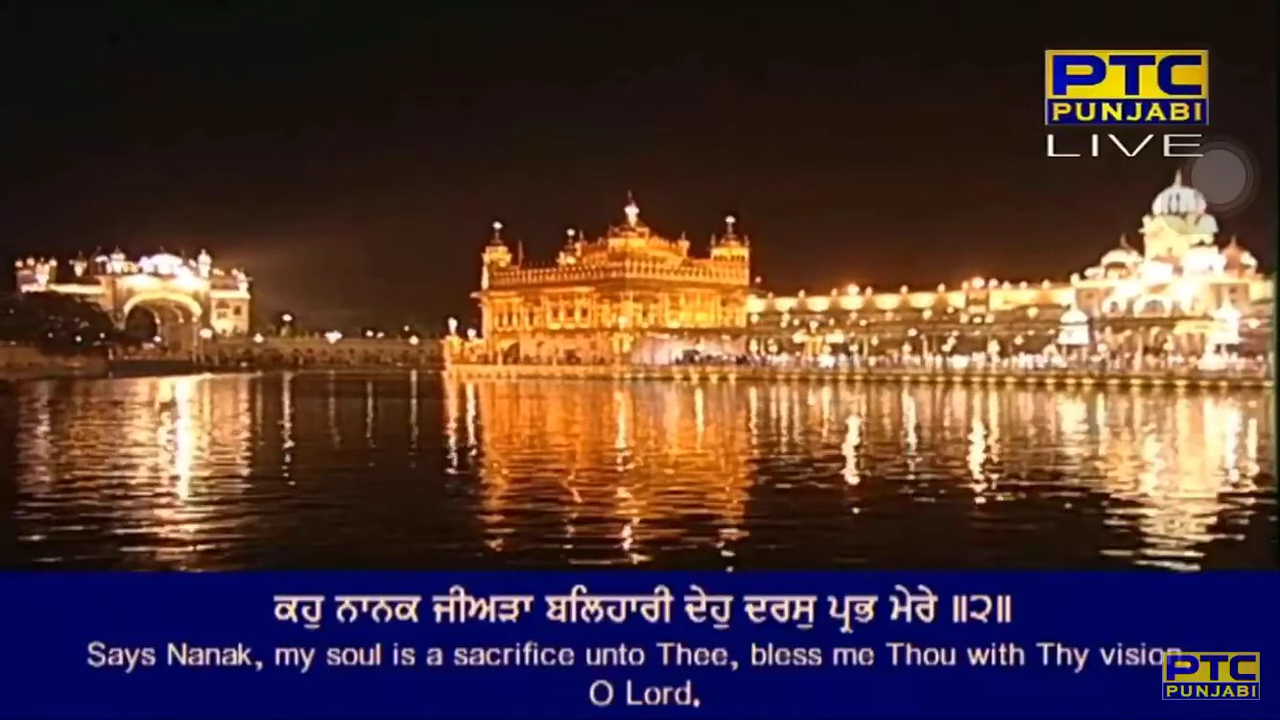 PTC
PUNJABI
LIVE
ਕਹੁ ਨਾਨਕ ਜੀਅੜਾ ਬਲਿਹਾਰੀ ਦੇਹੁ ਦਰਸੁ ਪ੍ਰਭ ਮੇਰੇ ॥੨॥
Says Nanak, my soul is a sacrifice unto Thee, bless me Thou with Thy vision
O Lord.
PTC
PUNJABI